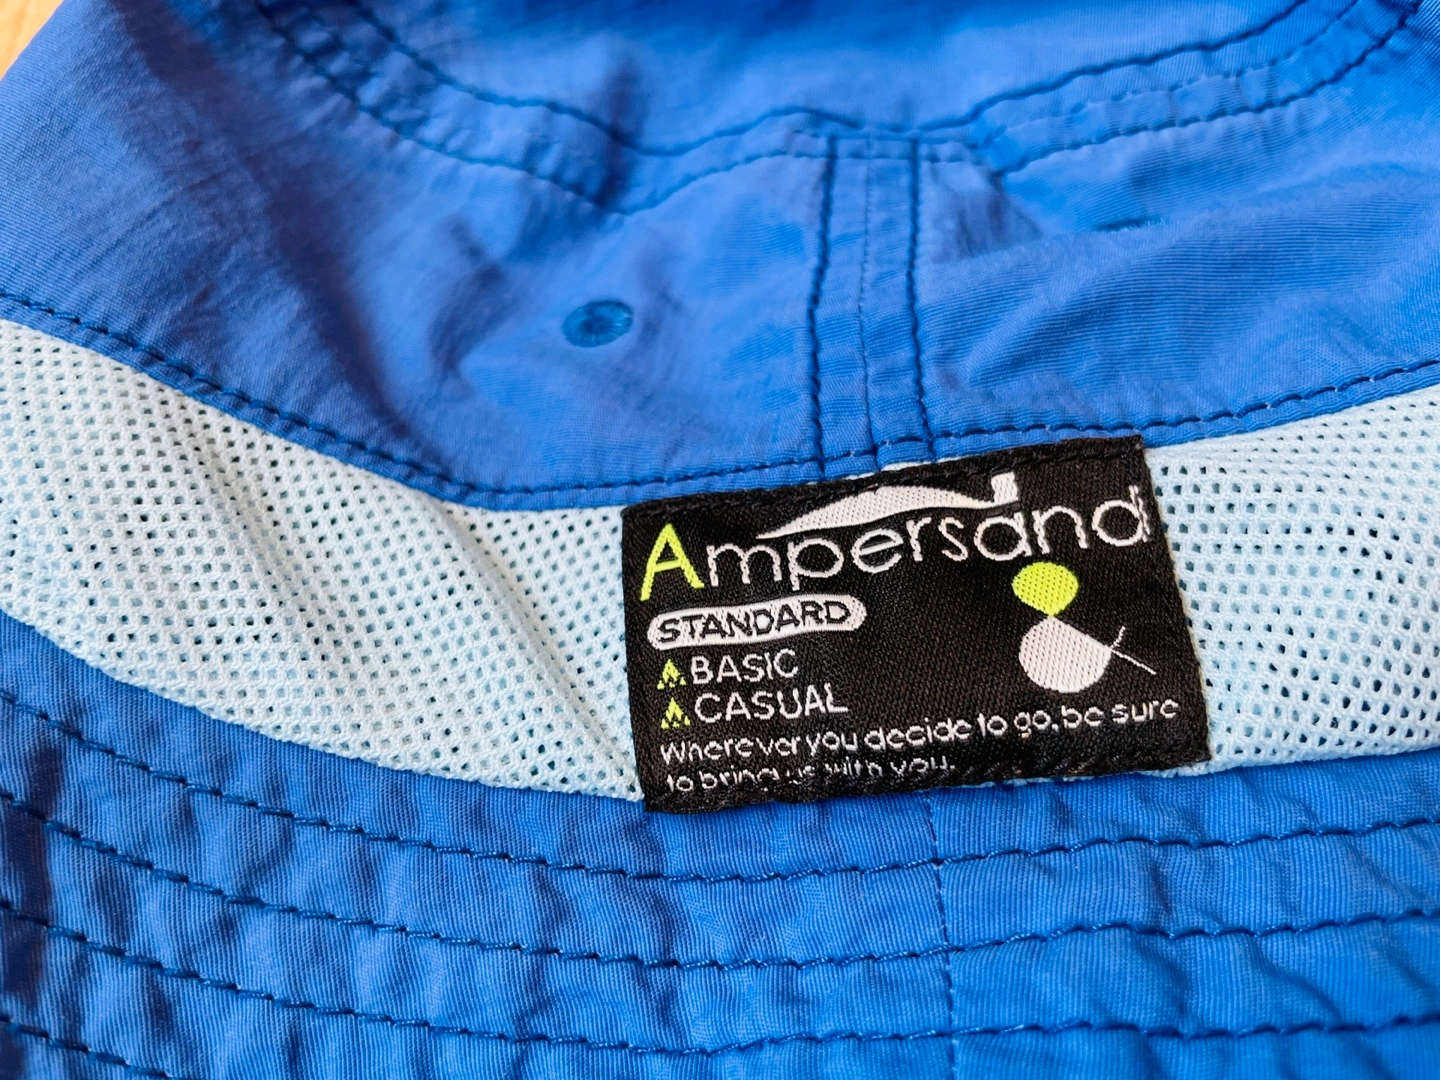 Ampersand
STANDARD
BASIC
CASUAL
&
Wherever you decide to go, be sure
to bring us with you.